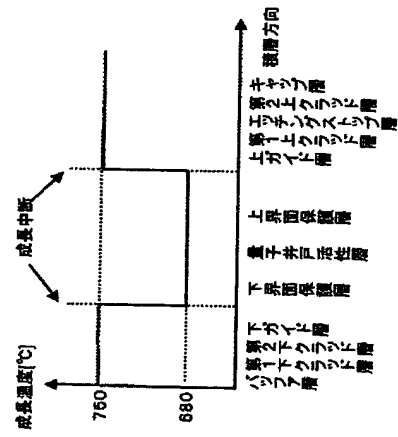 成長温度[℃]
760
680
成長中断
積層方向
バッファ層
第1下クラッド層
第2下クラッド層
下ガイド層
下界面保護層
量子井戸活性層
上界面保護層
上ガイド層
第1上クラッド層
エッチングストップ層
第2上クラッド層
キャップ層